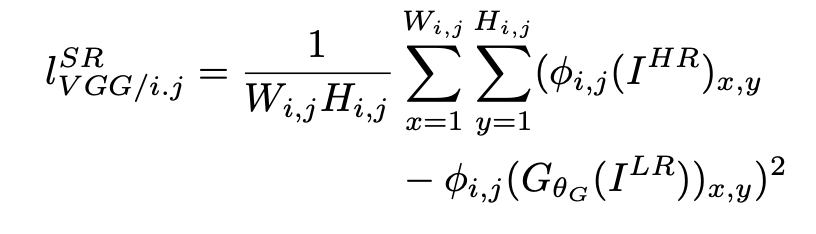 l^{SR}_{VGG/i.j} = \frac{1}{W_{i,j}H_{i,j}} \sum_{x=1}^{W_{i,j}} \sum_{y=1}^{H_{i,j}} (\phi_{i,j}(I^{HR})_{x,y}
- \phi_{i,j}(G_{\theta_G}(I^{LR}))_{x,y})^2